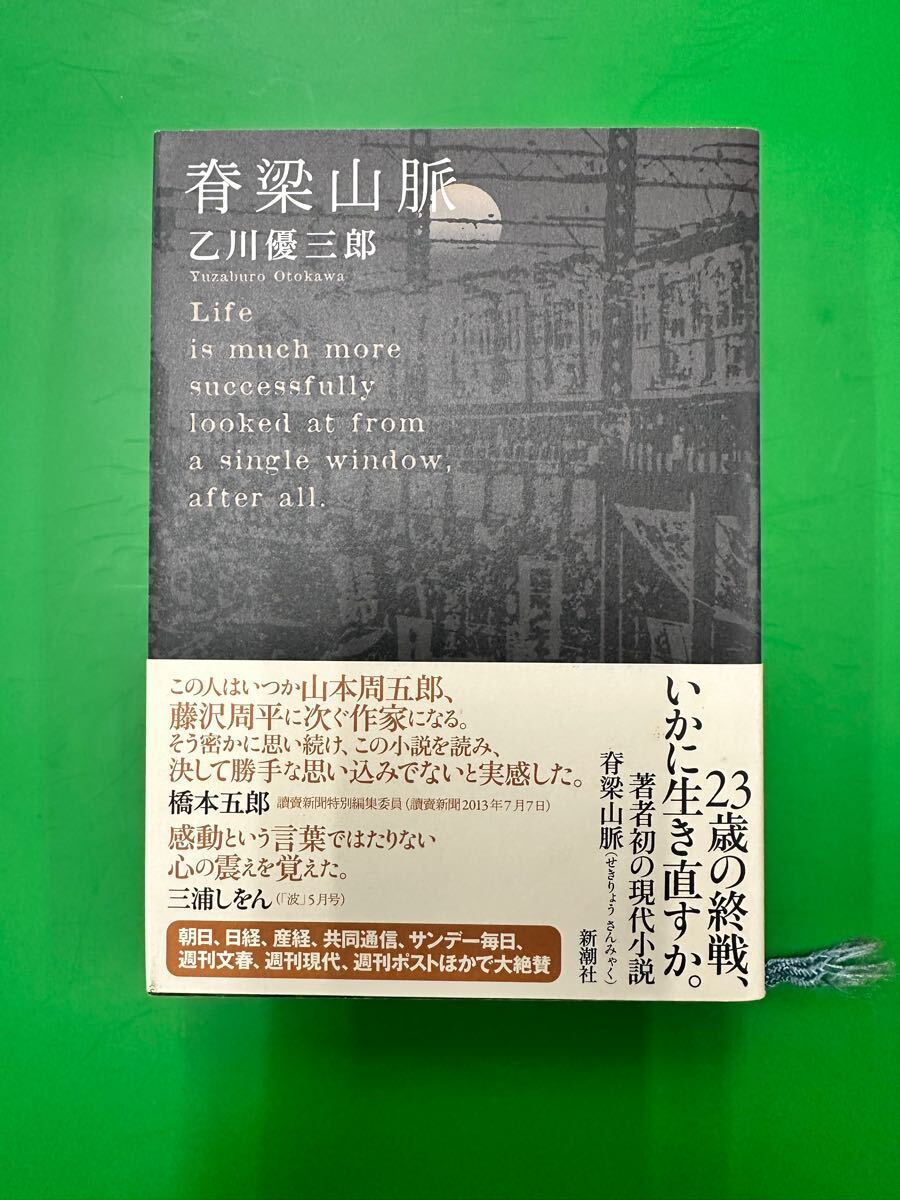 脊梁山脈
乙川優三郎
Yuzaburo Otokawa
Life
is much more
successfully
looked at from
a single window,
after all.
23歳の終戦、
いかに生き直すか。
著者初の現代小説
脊梁山脈(せきりょう さんみゃく)
新潮社
この人はいつか山本周五郎、
藤沢周平に次ぐ作家になる。
そう密かに思い続け、この小説を読み、
決して勝手な思い込みでないと実感した。
橋本五郎 讀賣新聞特別編集委員(讀賣新聞2013年7月7日)
感動という言葉ではたりない
心の震えを覚えた。
三浦しをん(「波」5月号)
朝日、日経、産経、共同通信、サンデー毎日、
週刊文春、週刊現代、週刊ポストほかで大絶賛